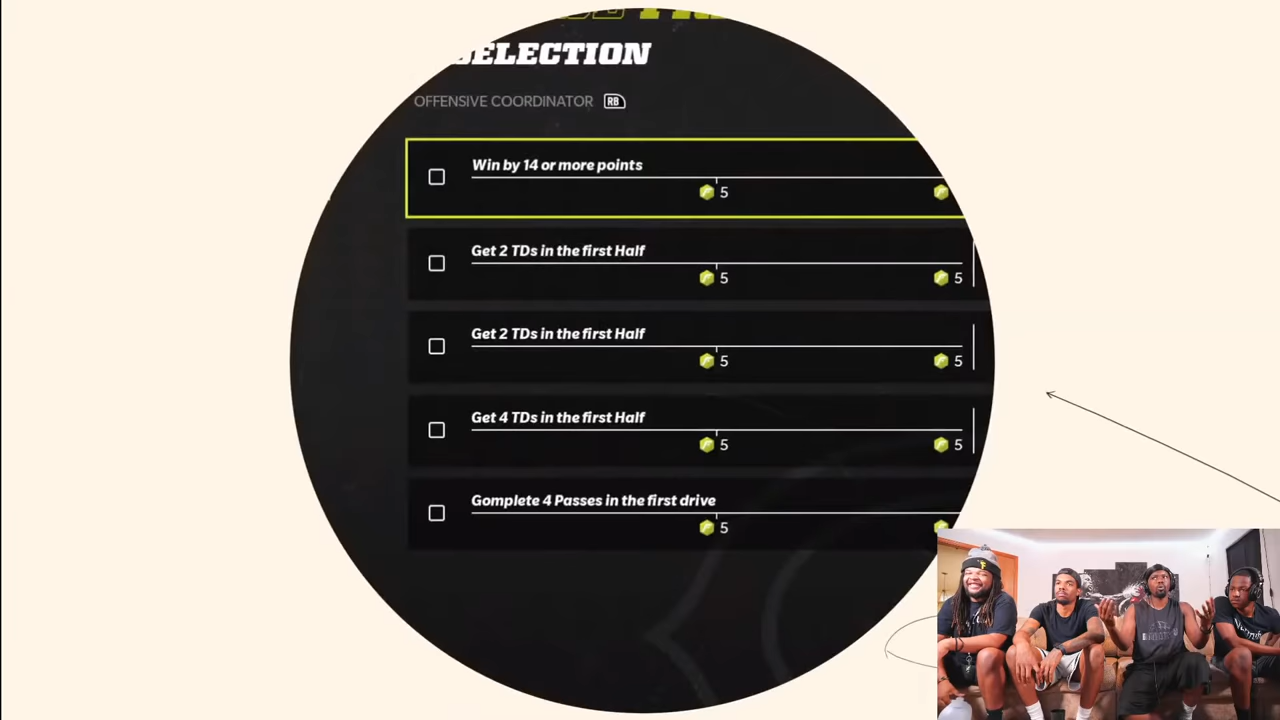 SELECTION
OFFENSIVE COORDINATOR RB
Win by 14 or more points
5
Get 2 TDs in the first Half
5 5
Get 2 TDs in the first Half
5 5
Get 4 TDs in the first Half
5 5
Gomplete 4 Passes in the first drive
5